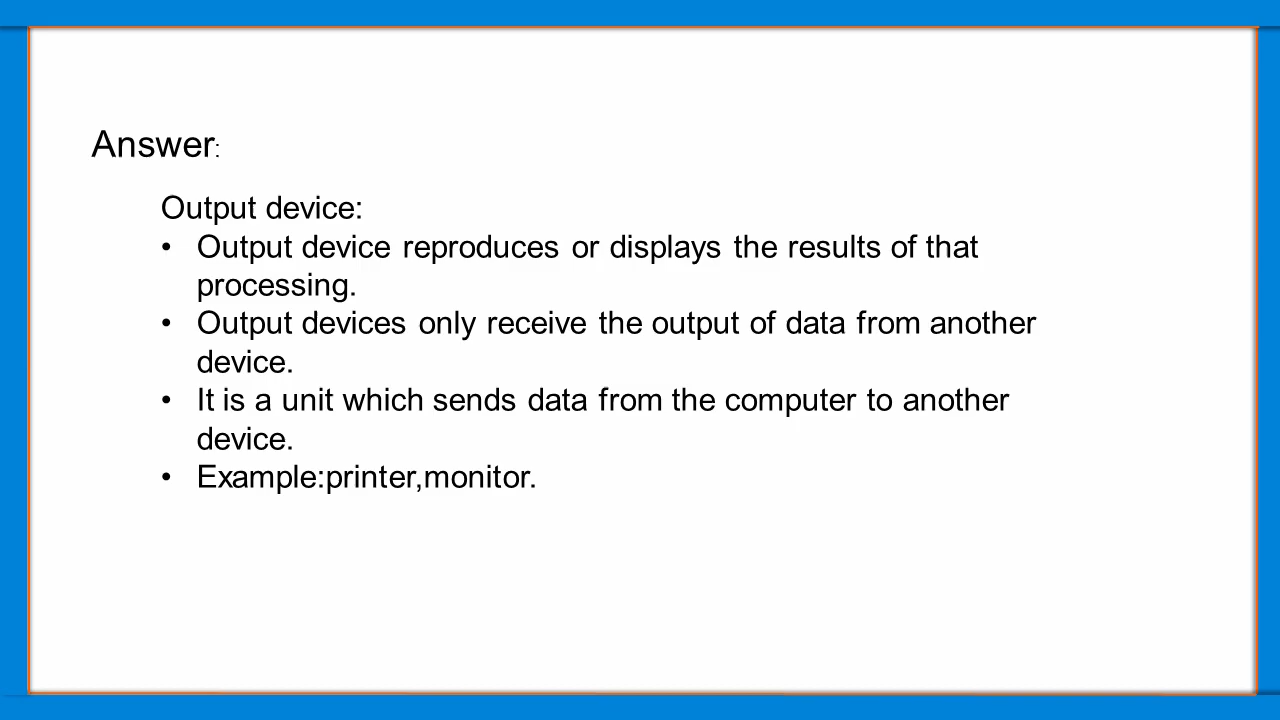 Answer:
Output device:
• Output device reproduces or displays the results of that
processing.
• Output devices only receive the output of data from another
device.
• It is a unit which sends data from the computer to another
device.
• Example:printer,monitor.